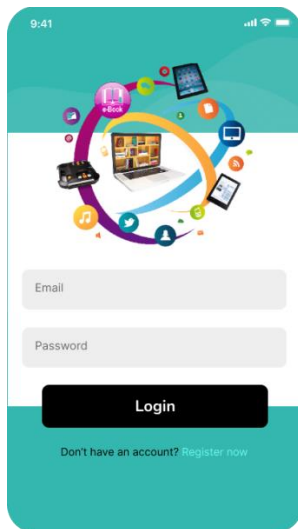 9:41
e-Book
Email
Password
Login
Don't have an account? Register now